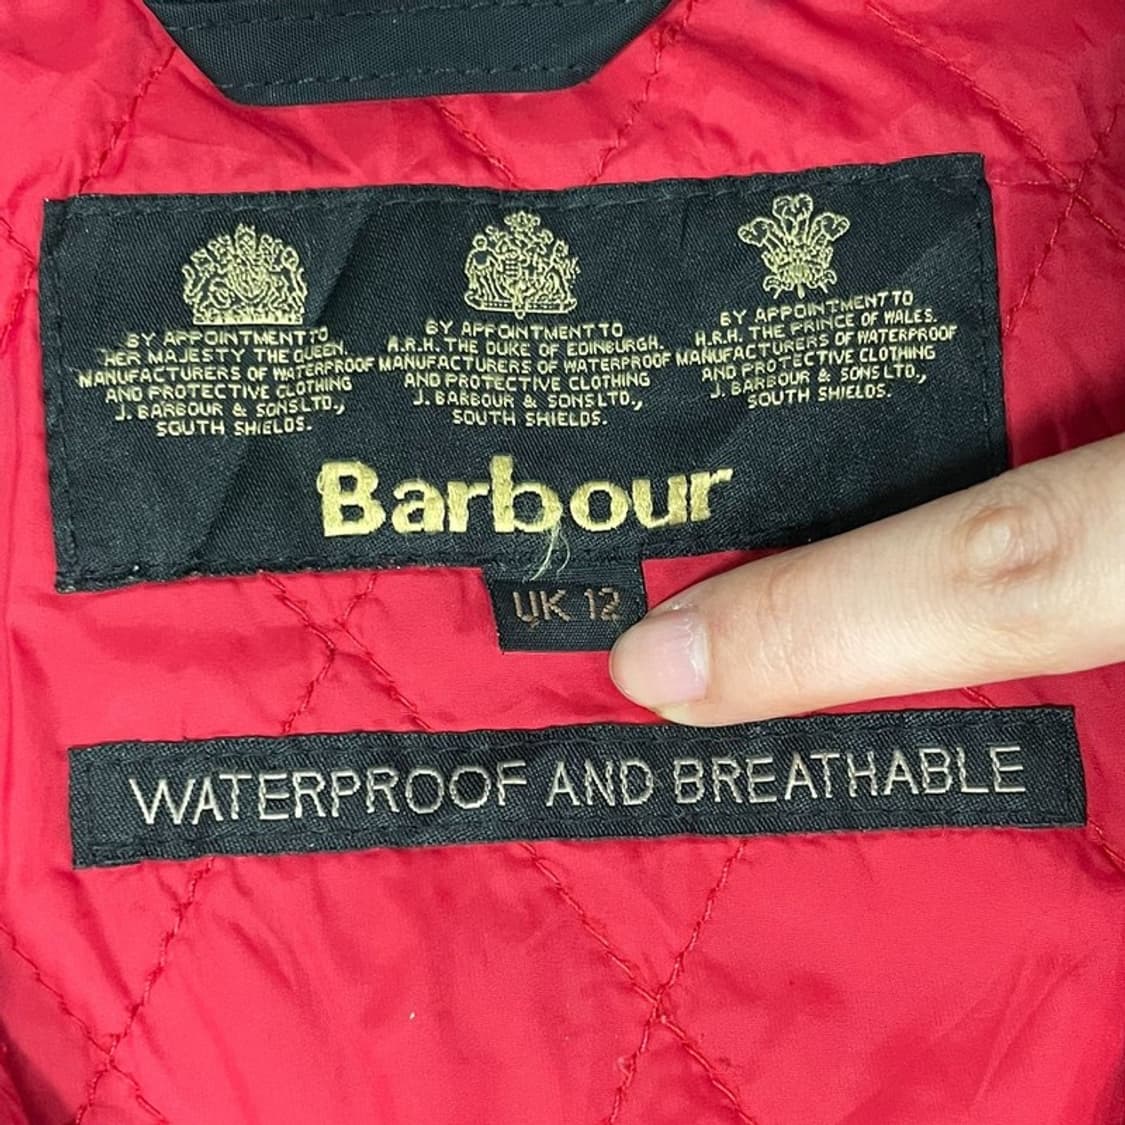 BY APPOINTMENT TO
HER MAJESTY THE QUEEN.
MANUFACTURERS OF WATERPROOF
AND PROTECTIVE CLOTHING
J. BARBOUR & SONS LTD.,
SOUTH SHIELDS.
BY APPOINTMENT TO
H.R.H. THE DUKE OF EDINBURGH.
MANUFACTURERS OF WATERPROOF
AND PROTECTIVE CLOTHING
J. BARBOUR & SONS LTD.,
SOUTH SHIELDS.
BY APPOINTMENT TO
H.R.H. THE PRINCE OF WALES.
MANUFACTURERS OF WATERPROOF
AND PROTECTIVE CLOTHING
J. BARBOUR & SONS LTD.,
SOUTH SHIELDS.
Barbour
UK 12
WATERPROOF AND BREATHABLE